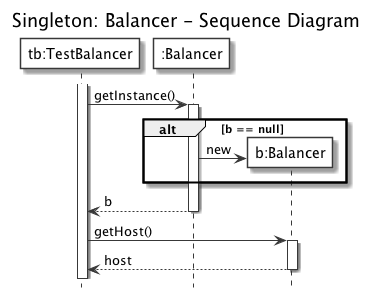 Singleton: Balancer - Sequence Diagram
tb:TestBalancer
:Balancer
getInstance()
alt
[b == null]
new
b:Balancer
b
getHost()
host